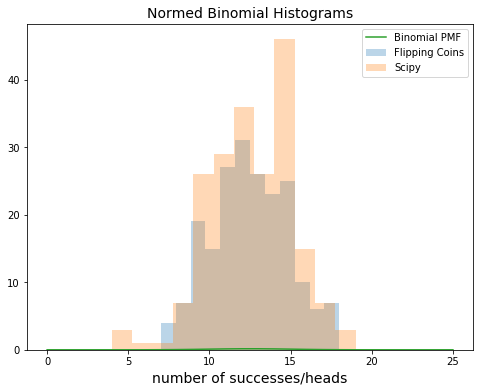 Normed Binomial Histograms
Binomial PMF
Flipping Coins
Scipy
40
30
20
10
0
0 5 10 15 20 25
number of successes/heads